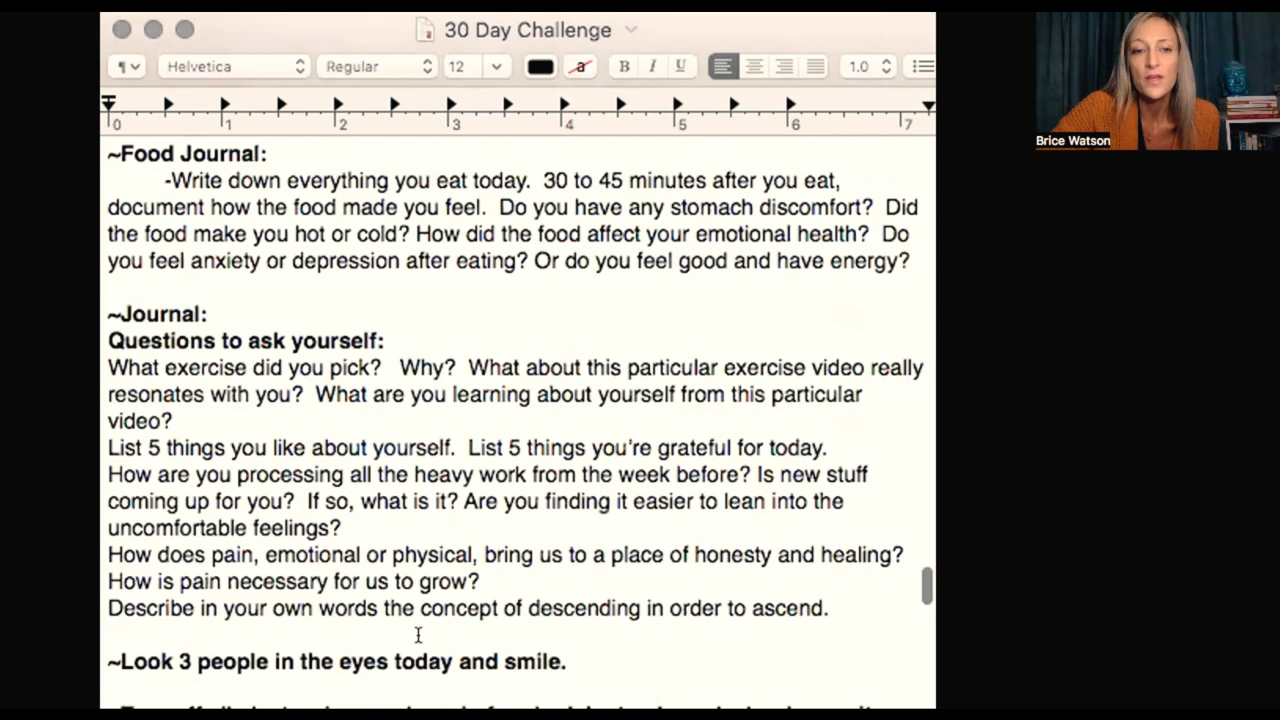 30 Day Challenge
¶ Helvetica Regular 12 a B I U 1.0
0 1 2 3 4 5 6 7
~Food Journal:
-Write down everything you eat today. 30 to 45 minutes after you eat,
document how the food made you feel. Do you have any stomach discomfort? Did
the food make you hot or cold? How did the food affect your emotional health? Do
you feel anxiety or depression after eating? Or do you feel good and have energy?
~Journal:
Questions to ask yourself:
What exercise did you pick? Why? What about this particular exercise video really
resonates with you? What are you learning about yourself from this particular
video?
List 5 things you like about yourself. List 5 things you're grateful for today.
How are you processing all the heavy work from the week before? Is new stuff
coming up for you? If so, what is it? Are you finding it easier to lean into the
uncomfortable feelings?
How does pain, emotional or physical, bring us to a place of honesty and healing?
How is pain necessary for us to grow?
Describe in your own words the concept of descending in order to ascend.
~Look 3 people in the eyes today and smile.
Brice Watson